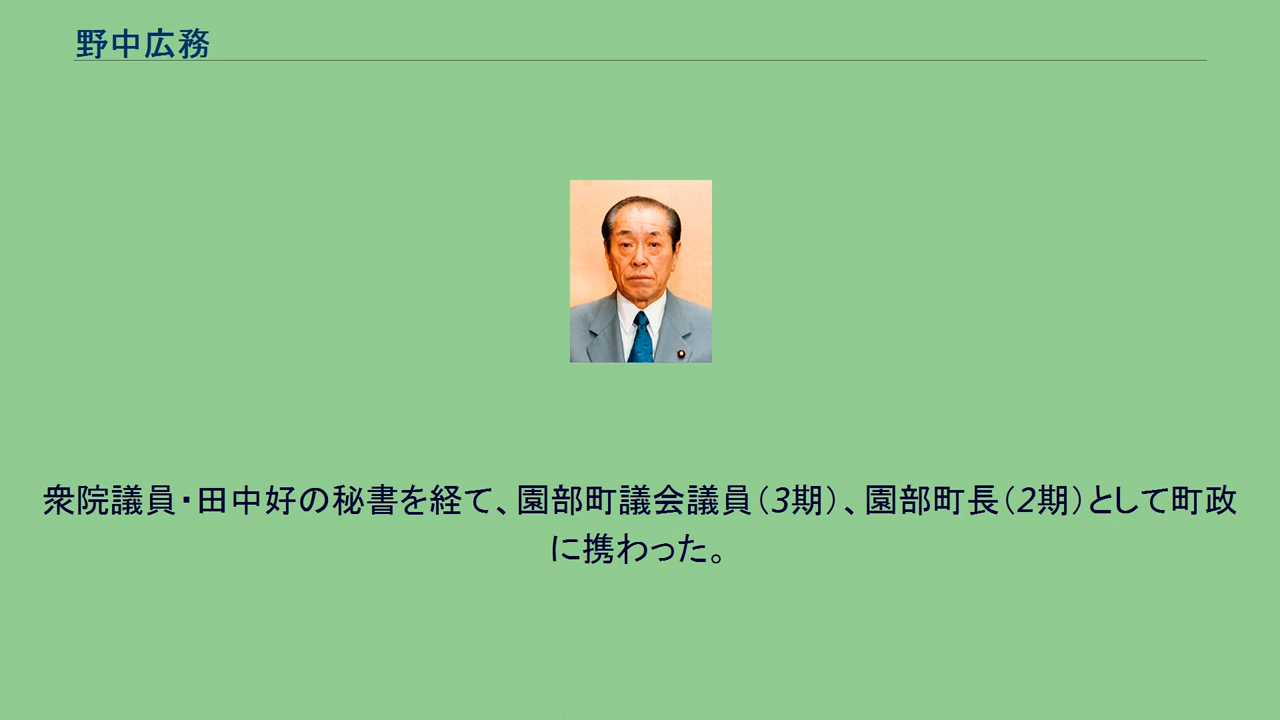 野中広務
衆院議員・田中好の秘書を経て、園部町議会議員（3期）、園部町長（2期）として町政
に携わった。